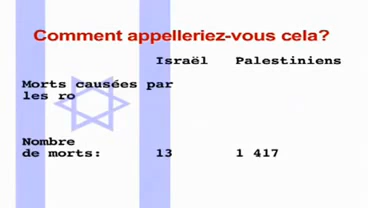 Comment appelleriez-vous cela?
Israël Palestiniens
Morts causées par
les ro
Nombre
de morts: 13 1 417